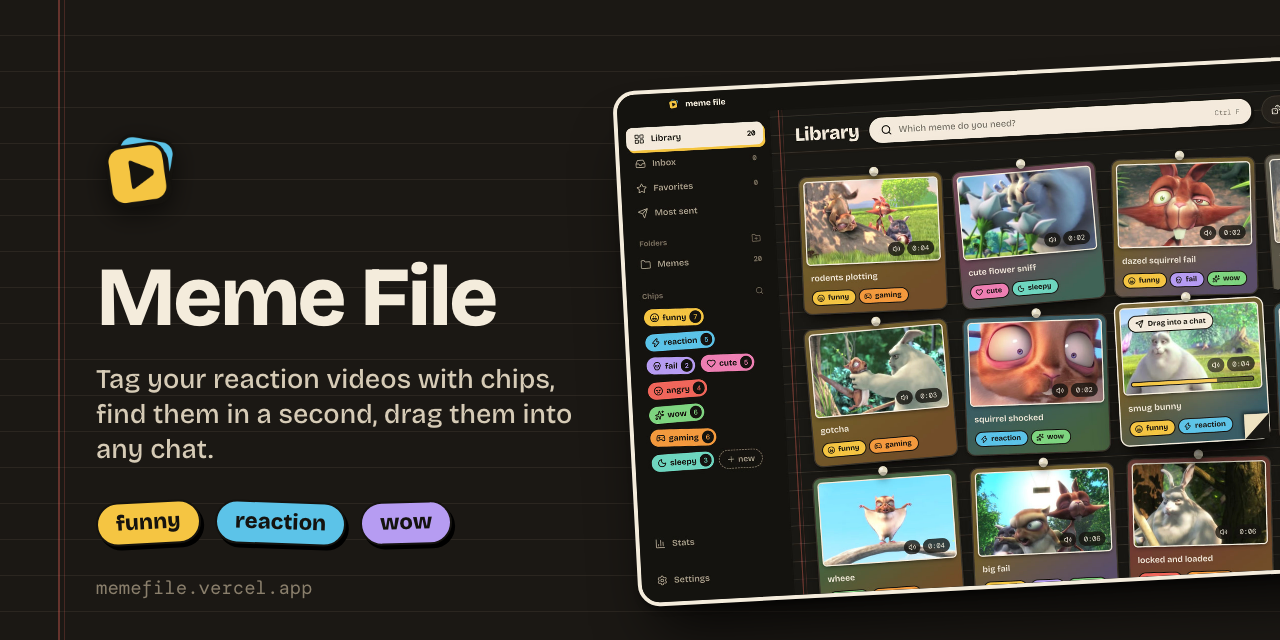 Meme File
Tag your reaction videos with chips,
find them in a second, drag them into
any chat.
funny reaction wow
memefile.vercel.app
meme file
Library 20
Inbox 0
Favorites 0
Most sent
Folders
Memes 20
Chips
funny 7
reaction 5
fail 2 cute 5
angry 4
wow 6
gaming 6
sleepy 3 + new
Stats
Settings
Library
Which meme do you need? Ctrl F
0:04
rodents plotting
funny gaming
0:02
cute flower sniff
cute sleepy
0:02
dazed squirrel fail
funny fail wow
0:03
gotcha
funny gaming
0:02
squirrel shocked
reaction wow
Drag into a chat
0:04
smug bunny
funny reaction
0:04
wheee
0:06
big fail
0:06
locked and loaded